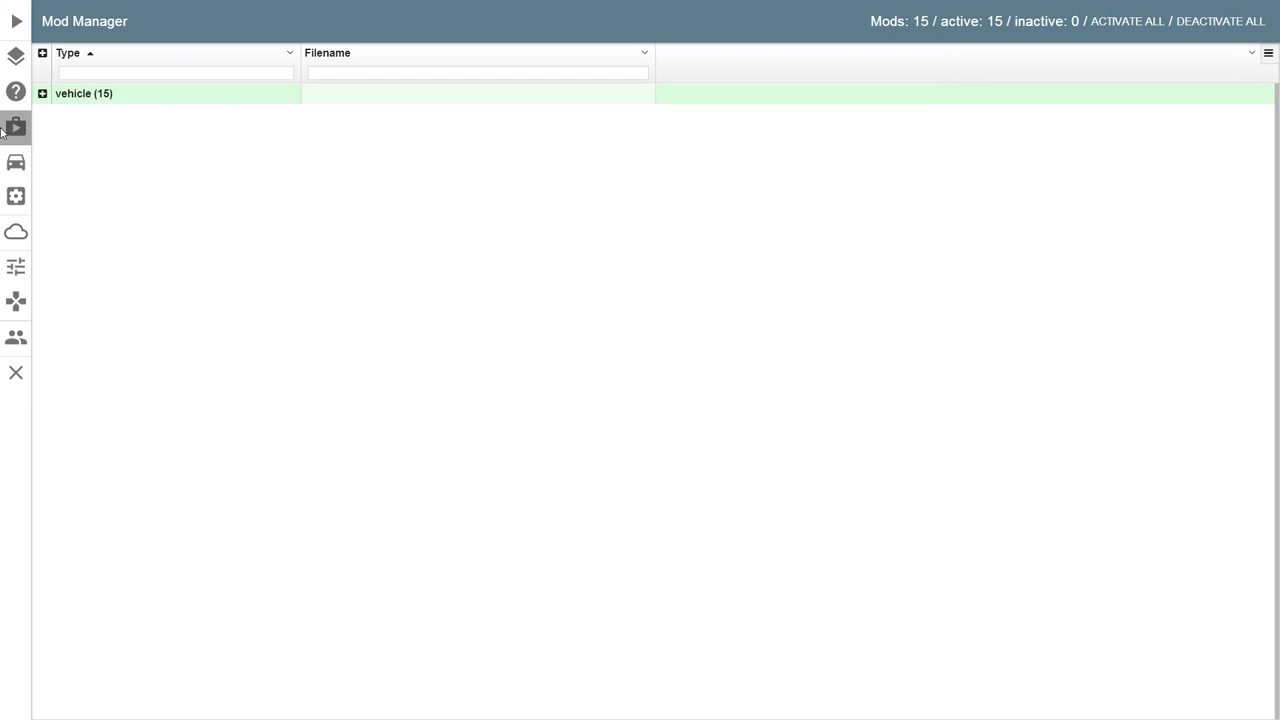 Mod Manager
Mods: 15 / active: 15 / inactive: 0 / ACTIVATE ALL / DEACTIVATE ALL
Type
Filename
vehicle (15)